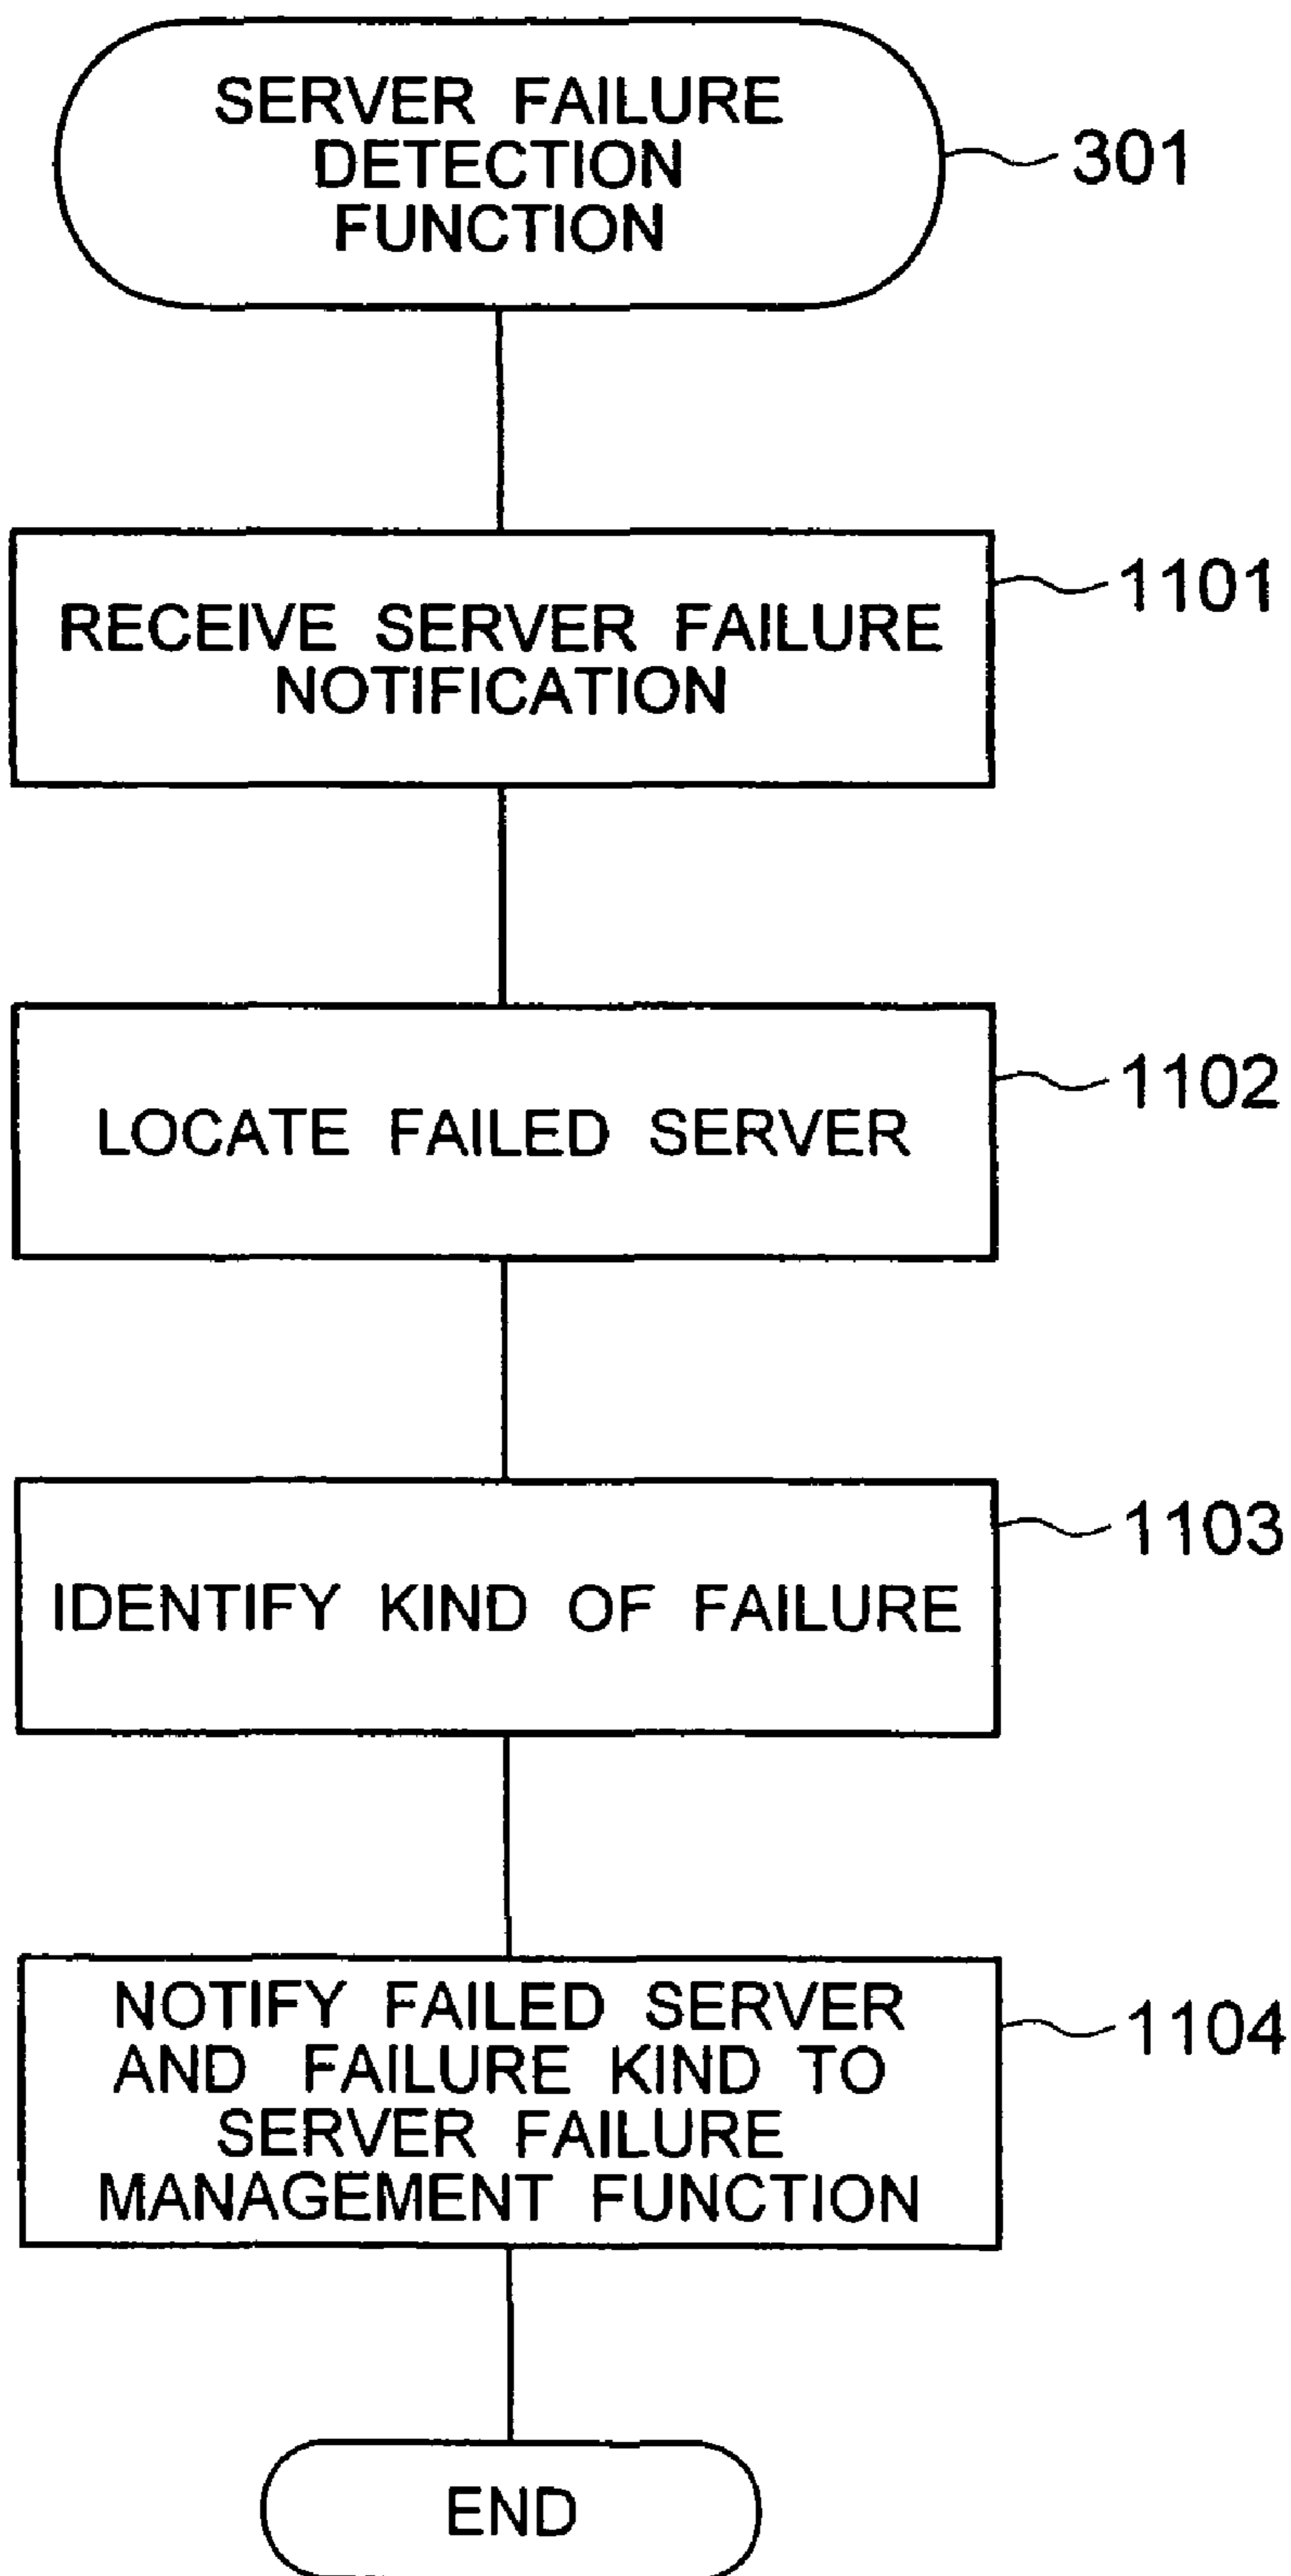 SERVER FAILURE
DETECTION
FUNCTION
301
RECEIVE SERVER FAILURE
NOTIFICATION
1101
LOCATE FAILED SERVER
1102
IDENTIFY KIND OF FAILURE
1103
NOTIFY FAILED SERVER
AND FAILURE KIND TO
SERVER FAILURE
MANAGEMENT FUNCTION
1104
END